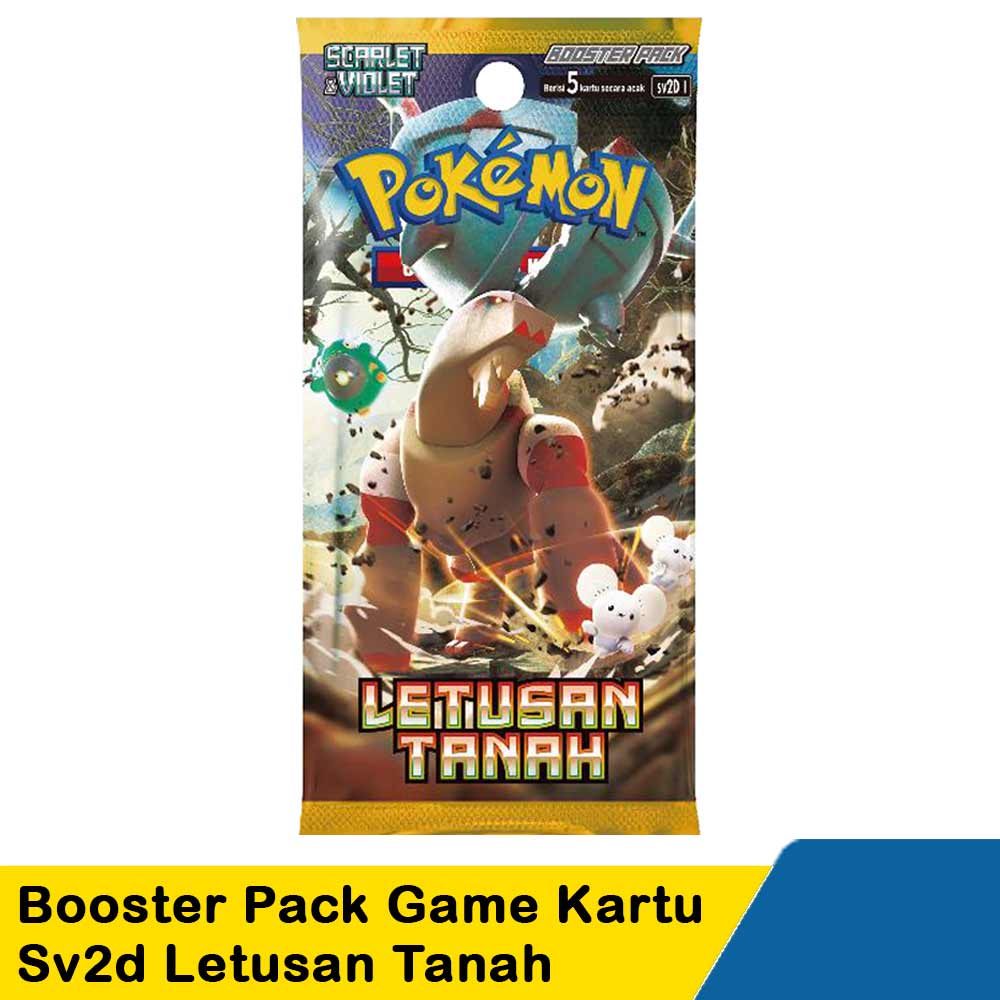 SCARLET
& VIOLET
BOOSTER PACK
Berisi 5 kartu secara acak
sv2D I
POKéMON
TM
LETUSAN
TANAH
Booster Pack Game Kartu
Sv2d Letusan Tanah